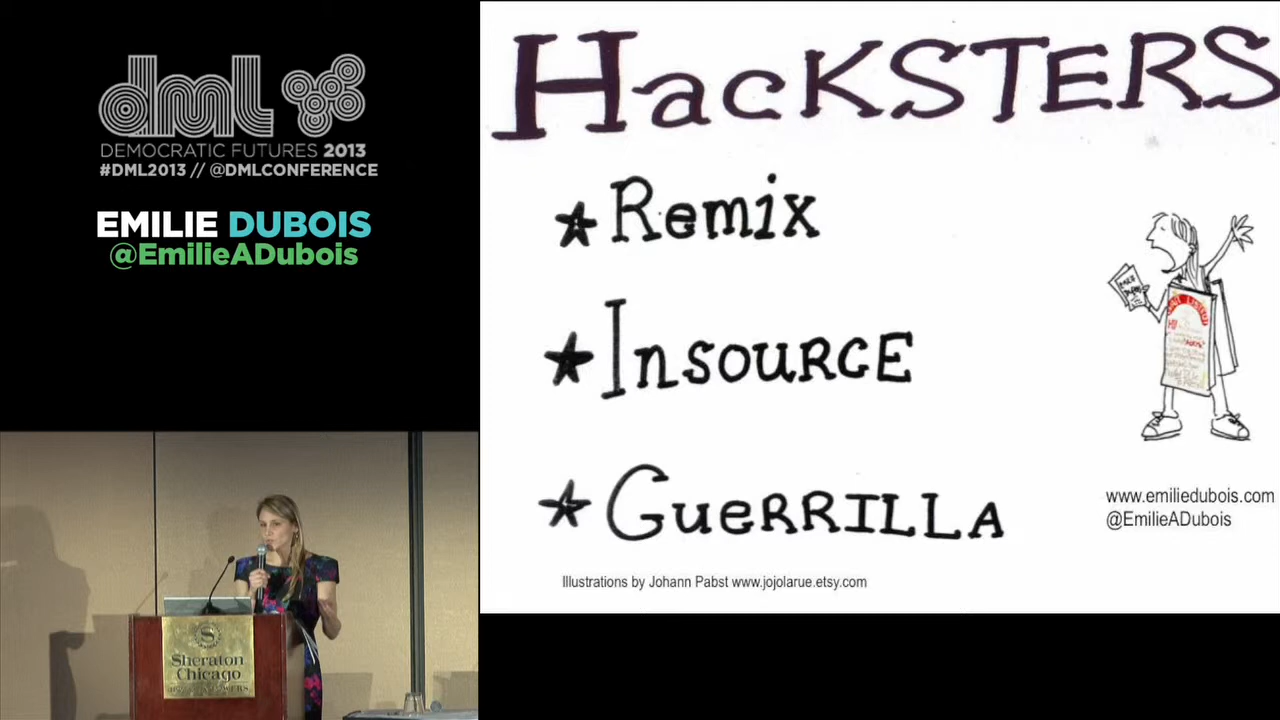 dml
DEMOCRATIC FUTURES 2013
#DML2013 // @DMLCONFERENCE
EMILIE DUBOIS
@EmilieADubois
HacKSTERS
Remix
Insource
Guerrilla
www.emiliedubois.com
@EmilieADubois
Illustrations by Johann Pabst www.jojolarue.etsy.com
S
Sheraton
Chicago